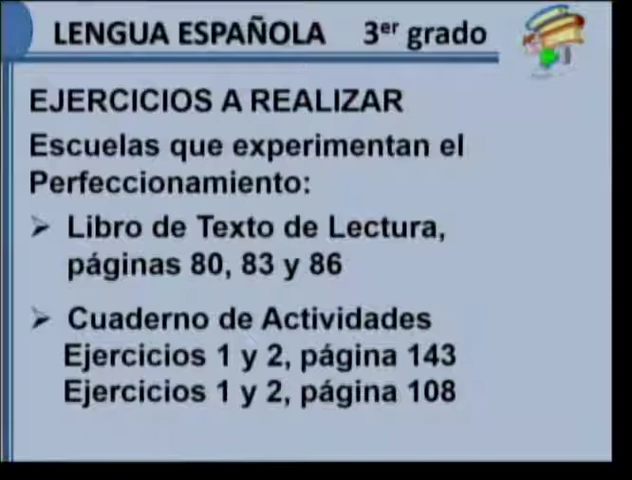 LENGUA ESPAÑOLA 3er grado
EJERCICIOS A REALIZAR
Escuelas que experimentan el
Perfeccionamiento:
➢ Libro de Texto de Lectura,
páginas 80, 83 y 86
➢ Cuaderno de Actividades
Ejercicios 1 y 2, página 143
Ejercicios 1 y 2, página 108